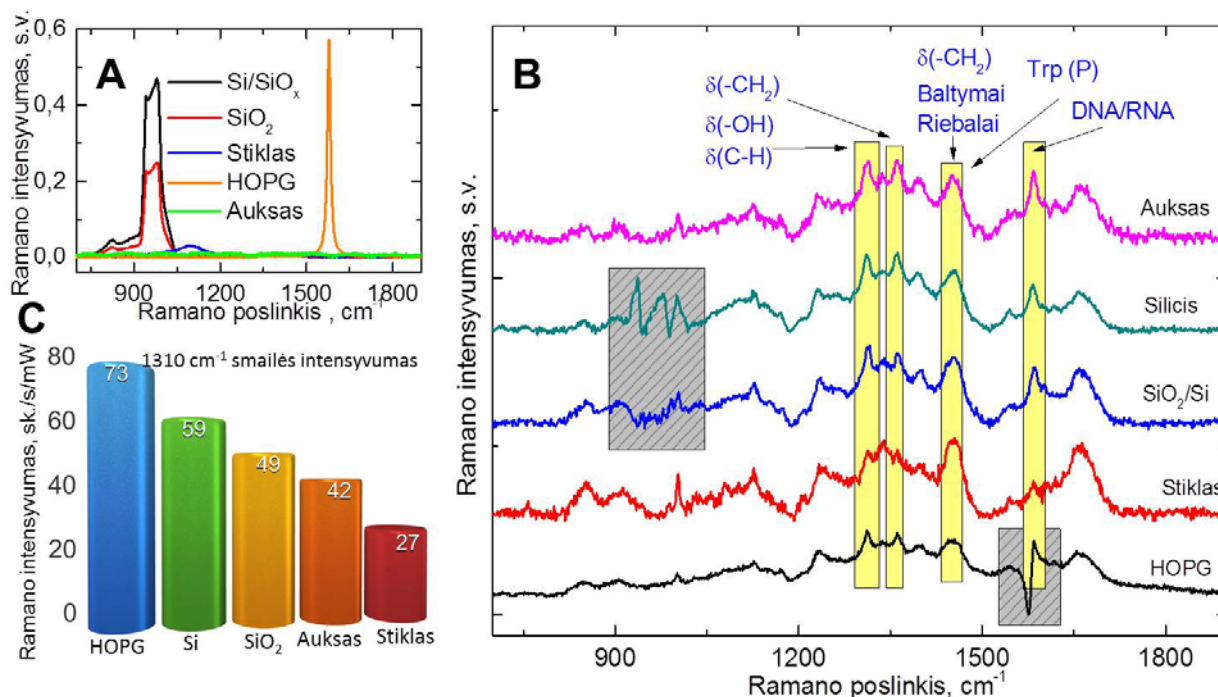 A
Ramano intensyvumas, s.v.
0,6
0,4
0,2
0,0
Si/SiOₓ
SiO₂
Stiklas
HOPG
Auksas
900
1200
1500
1800
Ramano poslinkis , cm⁻¹
C
1310 cm⁻¹ smailės intensyvumas
Ramano intensyvumas, sk./s/mW
80
60
40
20
0
73
59
49
42
27
HOPG
Si
SiO₂
Auksas
Stiklas
B
Ramano intensyvumas, s.v.
δ(-CH₂)
δ(-OH)
δ(C-H)
δ(-CH₂)
Baltymai
Riebalai
Trp (P)
DNA/RNA
Auksas
Silicis
SiO₂/Si
Stiklas
HOPG
900
1200
1500
1800
Ramano poslinkis, cm⁻¹